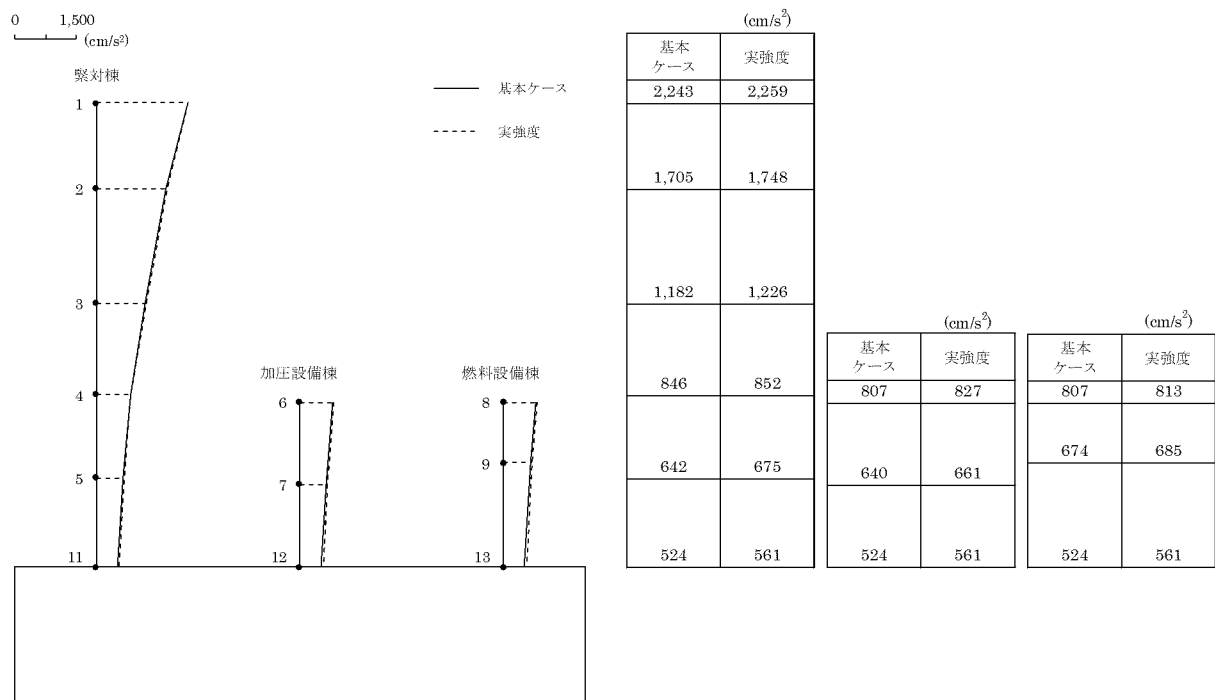 0 1,500
(cm/s²)
緊対棟
1
2
3
4
5
11
基本ケース
実強度
加圧設備棟
6
7
12
燃料設備棟
8
9
13
(cm/s²)
基本
ケース 実強度
2,243 2,259
1,705 1,748
1,182 1,226
846 852
642 675
524 561
(cm/s²)
基本
ケース 実強度
807 827
640 661
524 561
(cm/s²)
基本
ケース 実強度
807 813
674 685
524 561